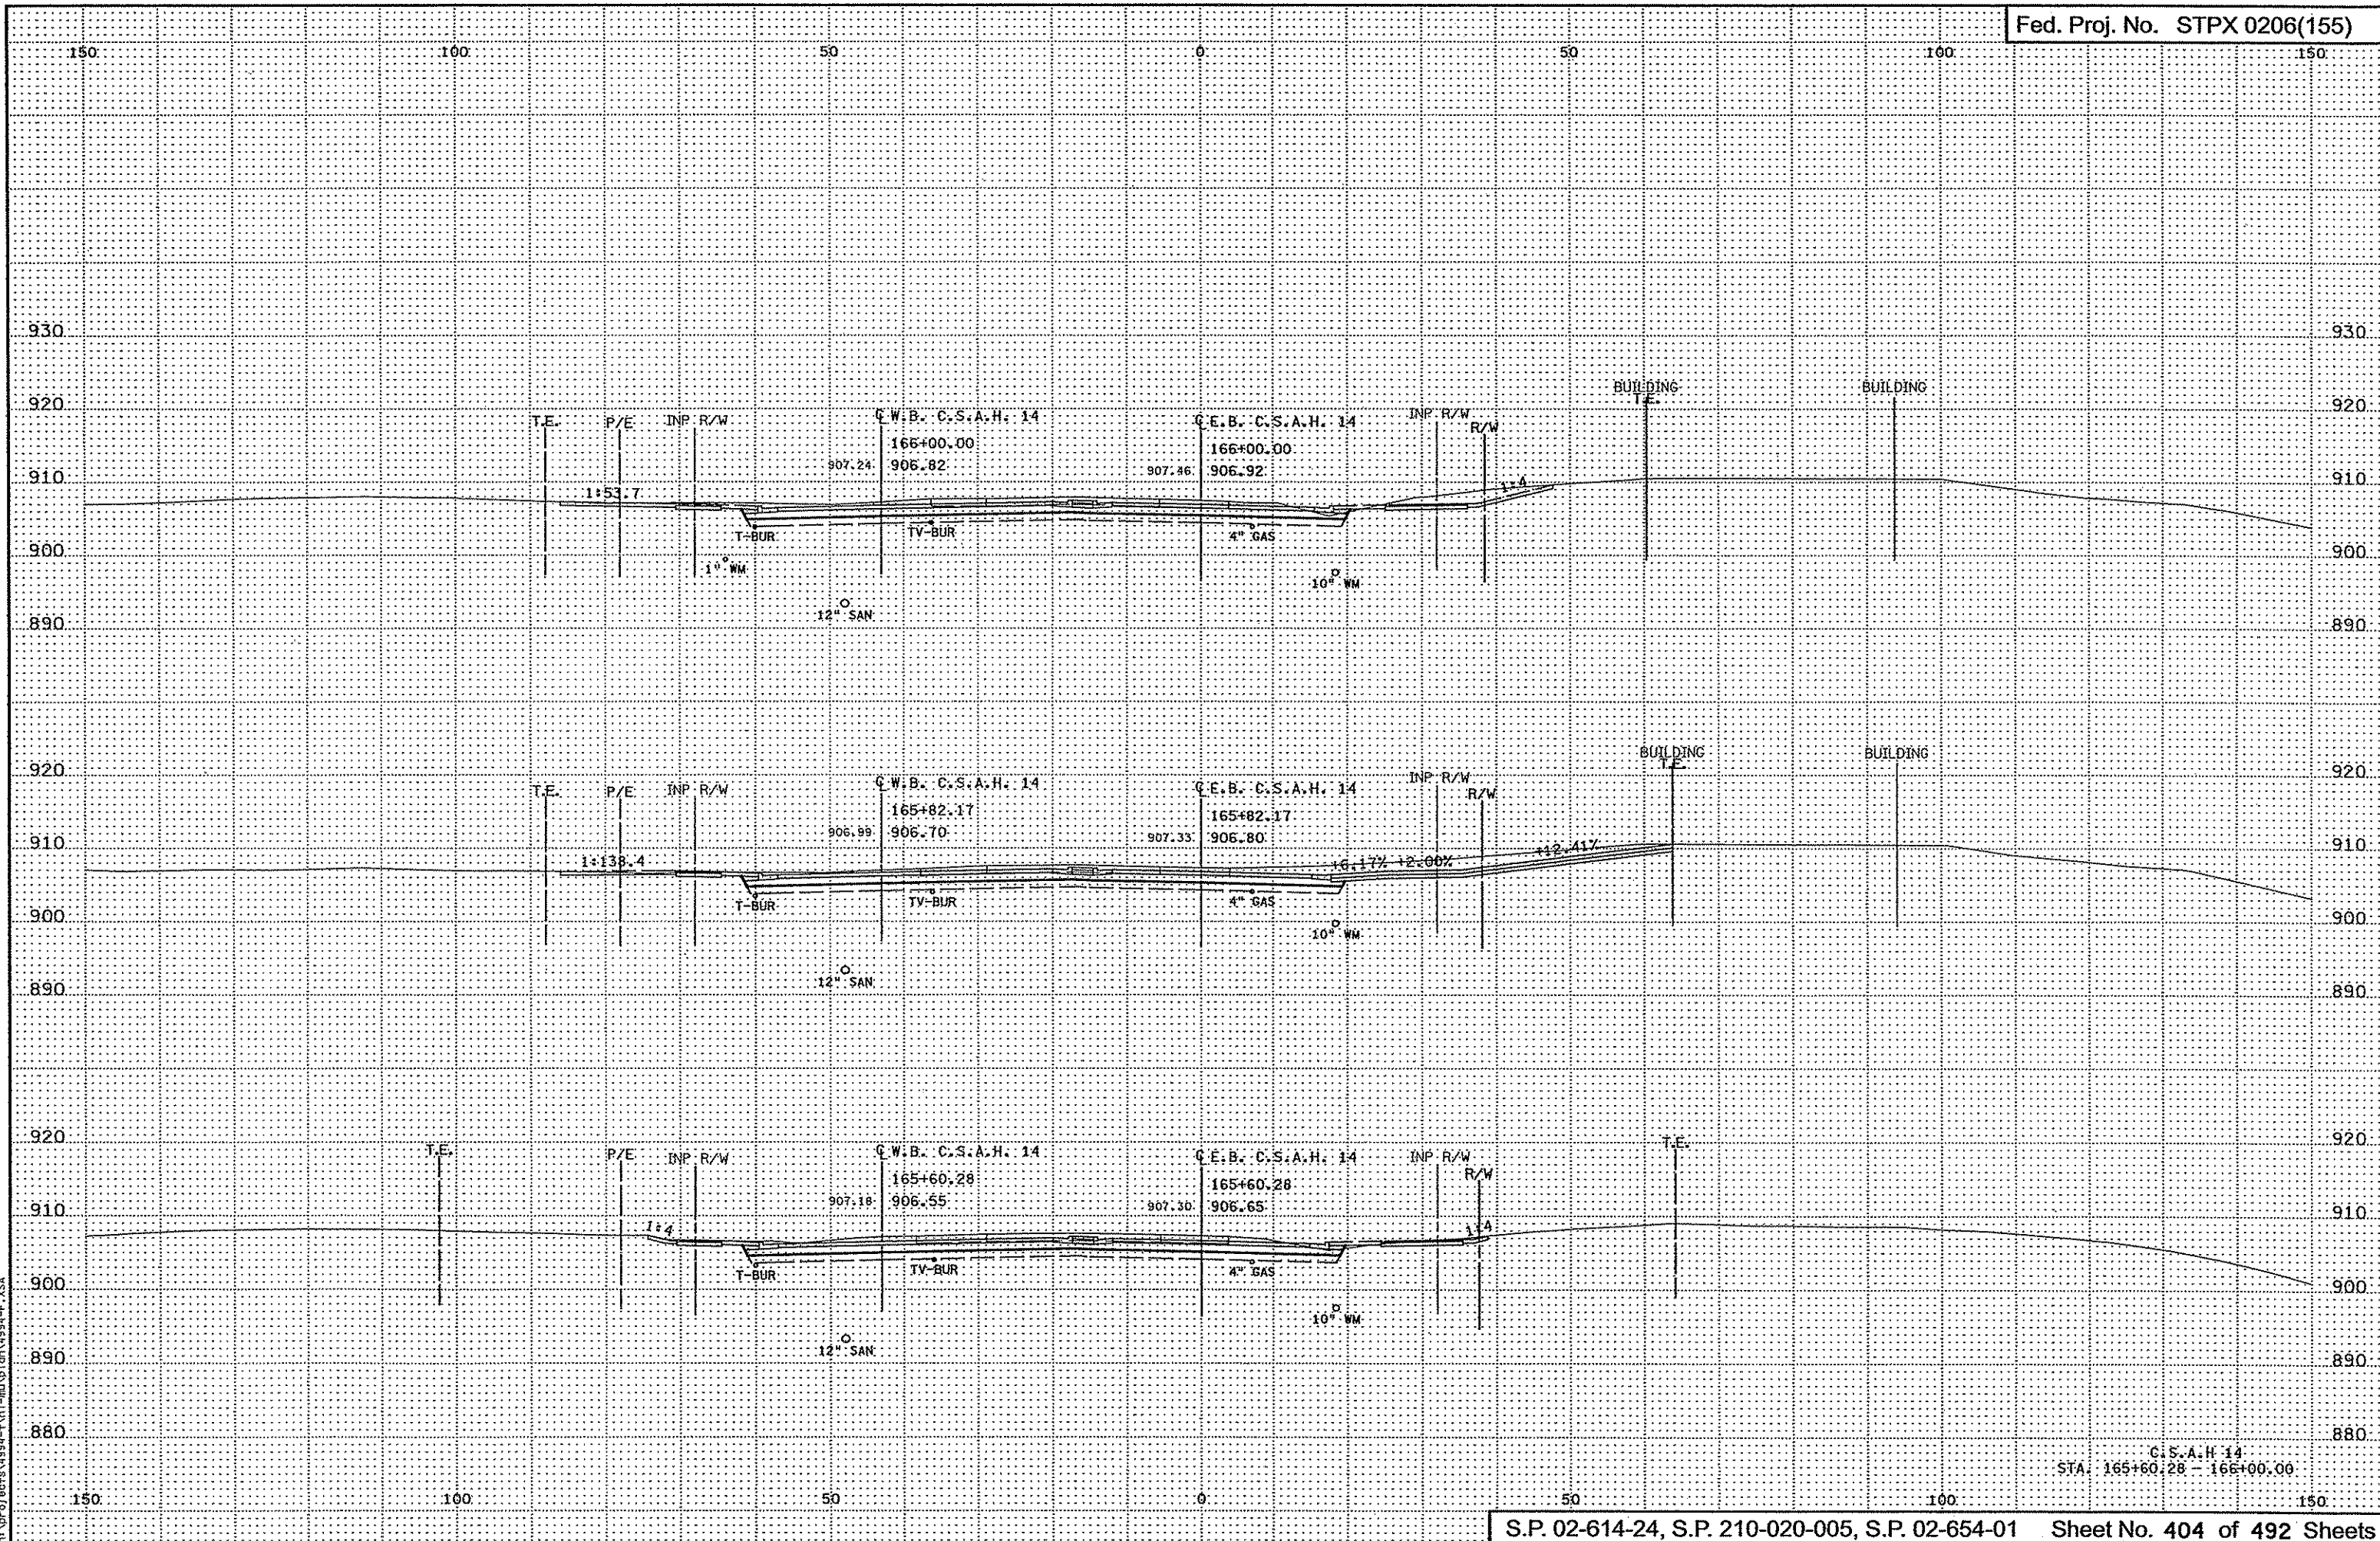 Fed. Proj. No. STPX 0206(155)
150 100 50 0 50 100 150
930 930
BUILDING BUILDING
920 T.E. 920
T.E. P/E INP R/W ℄ W.B. C.S.A.H. 14 ℄ E.B. C.S.A.H. 14 INP R/W R/W
166+00.00 166+00.00
907.24 906.82 907.46 906.92
910 1:53.7 1:4 910
T-BUR TV-BUR 4" GAS
900 900
1" WM 10" WM
12" SAN
890 890
BUILDING BUILDING
920 T.E. 920
T.E. P/E INP R/W ℄ W.B. C.S.A.H. 14 ℄ E.B. C.S.A.H. 14 INP R/W R/W
165+82.17 165+82.17
906.99 906.70 907.33 906.80
910 910
1:138.4 +6.17% +2.00% +12.41%
T-BUR TV-BUR 4" GAS
900 900
10" WM
12" SAN
890 890
920 920
T.E. P/E INP R/W ℄ W.B. C.S.A.H. 14 ℄ E.B. C.S.A.H. 14 INP R/W R/W T.E.
165+60.28 165+60.28
907.18 906.55 907.30 906.65
910 910
1:4 1:4
T-BUR TV-BUR 4" GAS
900 900
10" WM
12" SAN
890 890
880 880
C.S.A.H 14
STA. 165+60.28 - 166+00.00
150 100 50 0 50 100 150
S.P. 02-614-24, S.P. 210-020-005, S.P. 02-654-01 Sheet No. 404 of 492 Sheets